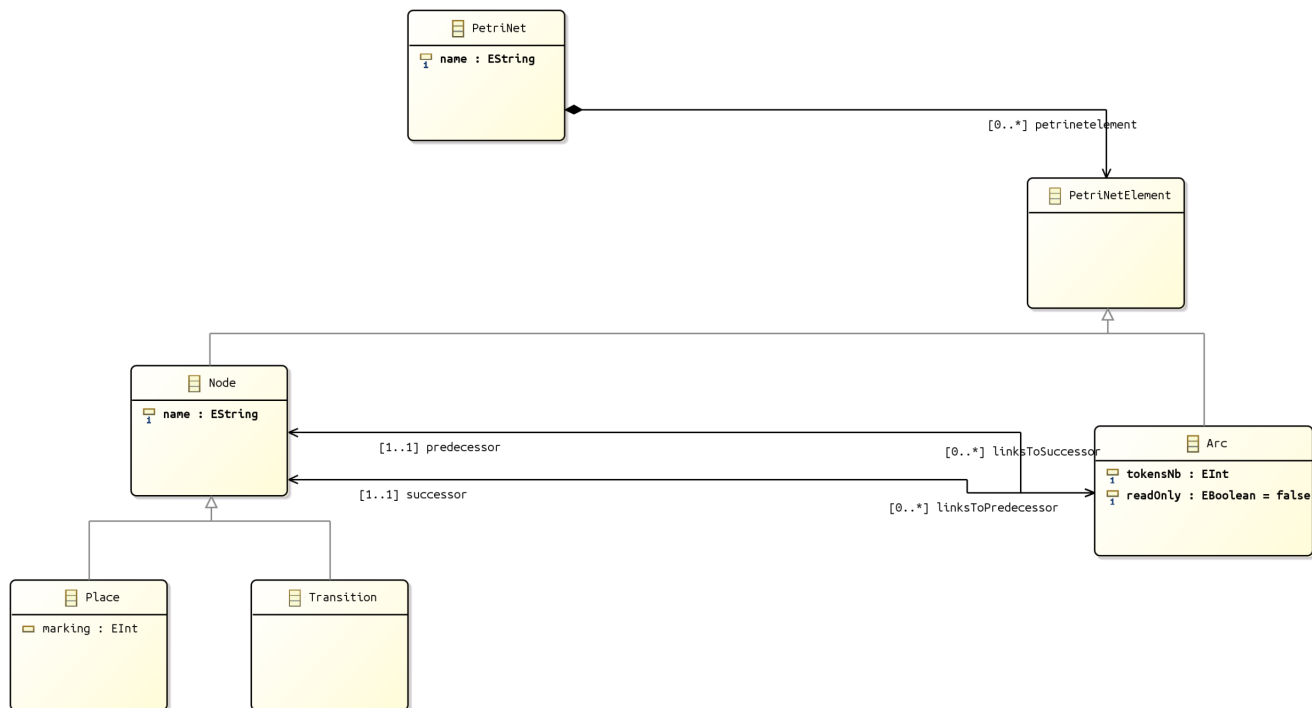 PetriNet
name : EString
[0..*] petrinetelement
PetriNetElement
Node
name : EString
[1..1] predecessor
[0..*] linksToSuccessor
[1..1] successor
[0..*] linksToPredecessor
Arc
tokensNb : EInt
readOnly : EBoolean = false
Place
marking : EInt
Transition